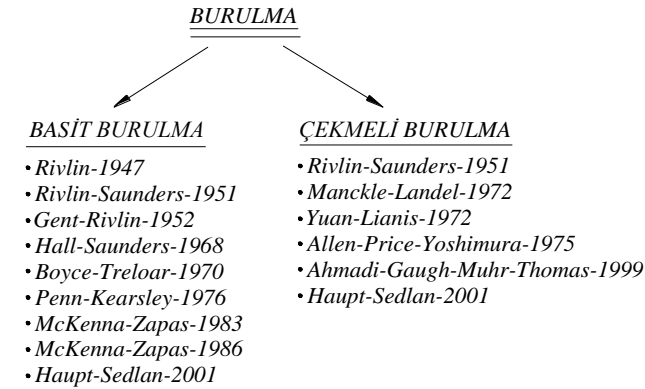 BURULMA
BASİT BURULMA
• Rivlin-1947
• Rivlin-Saunders-1951
• Gent-Rivlin-1952
• Hall-Saunders-1968
• Boyce-Treloar-1970
• Penn-Kearsley-1976
• McKenna-Zapas-1983
• McKenna-Zapas-1986
• Haupt-Sedlan-2001
ÇEKMELİ BURULMA
• Rivlin-Saunders-1951
• Manckle-Landel-1972
• Yuan-Lianis-1972
• Allen-Price-Yoshimura-1975
• Ahmadi-Gaugh-Muhr-Thomas-1999
• Haupt-Sedlan-2001